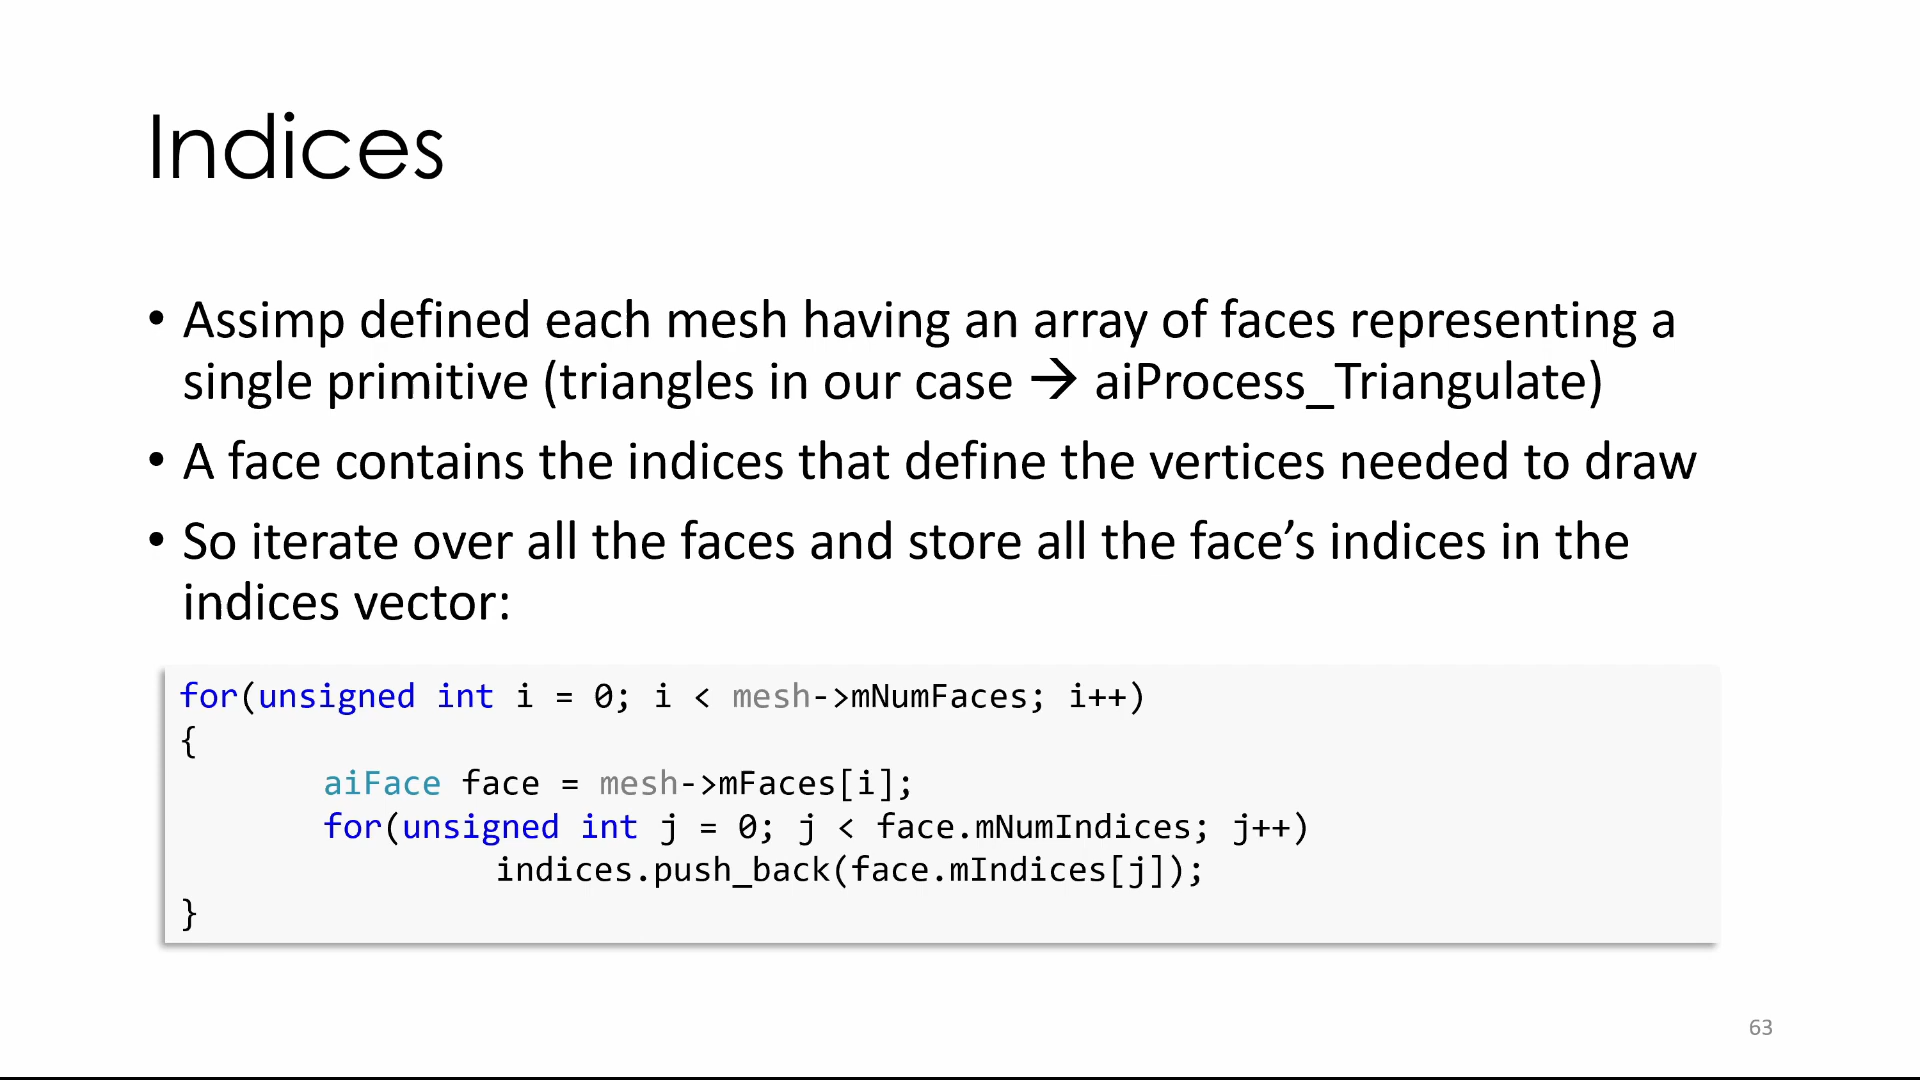 Indices
• Assimp defined each mesh having an array of faces representing a
single primitive (triangles in our case → aiProcess_Triangulate)
• A face contains the indices that define the vertices needed to draw
• So iterate over all the faces and store all the face’s indices in the
indices vector:
for(unsigned int i = 0; i < mesh->mNumFaces; i++)
{
aiFace face = mesh->mFaces[i];
for(unsigned int j = 0; j < face.mNumIndices; j++)
indices.push_back(face.mIndices[j]);
}
63